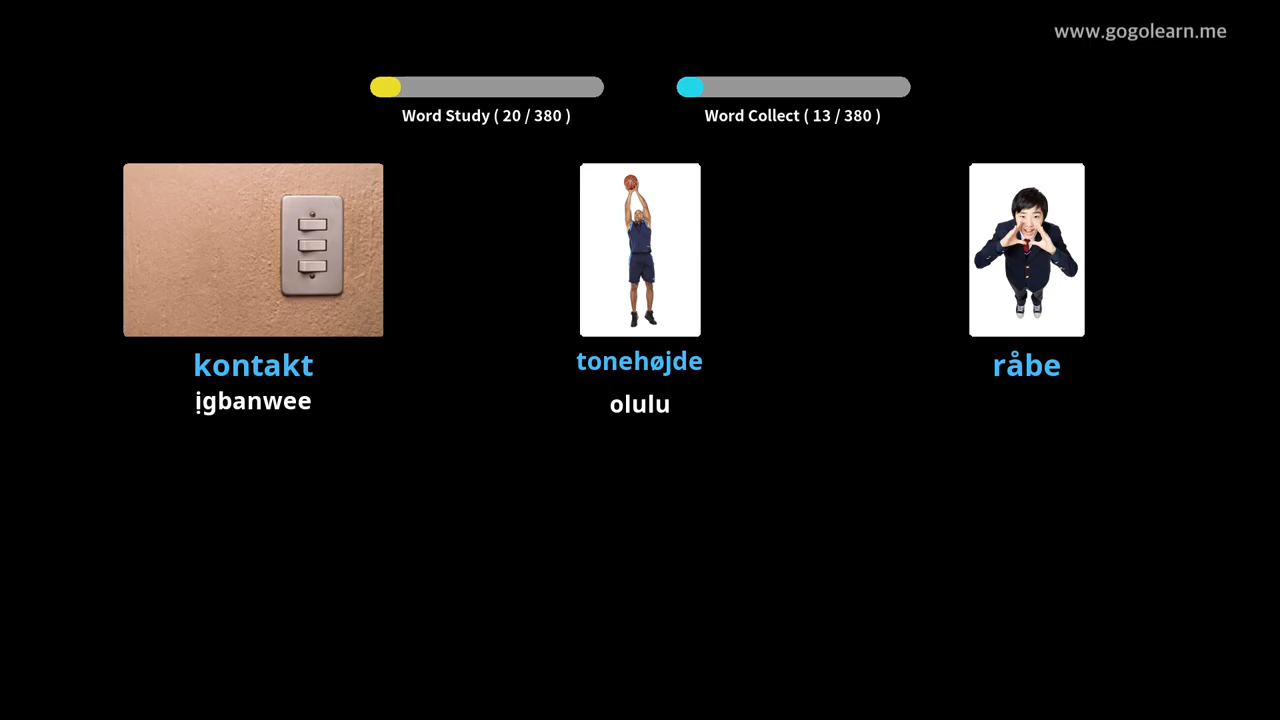 www.gogolearn.me
Word Study ( 20 / 380 )
Word Collect ( 13 / 380 )
kontakt
ịgbanwee
tonehøjde
olulu
råbe